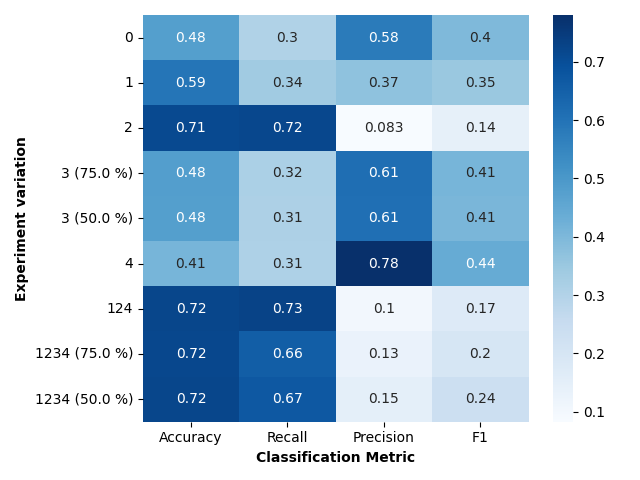 0 0.48 0.3 0.58 0.4
1 0.59 0.34 0.37 0.35
2 0.71 0.72 0.083 0.14
3 (75.0 %) 0.48 0.32 0.61 0.41
3 (50.0 %) 0.48 0.31 0.61 0.41
4 0.41 0.31 0.78 0.44
124 0.72 0.73 0.1 0.17
1234 (75.0 %) 0.72 0.66 0.13 0.2
1234 (50.0 %) 0.72 0.67 0.15 0.24
Accuracy Recall Precision F1
Classification Metric
Experiment variation
0.7
0.6
0.5
0.4
0.3
0.2
0.1